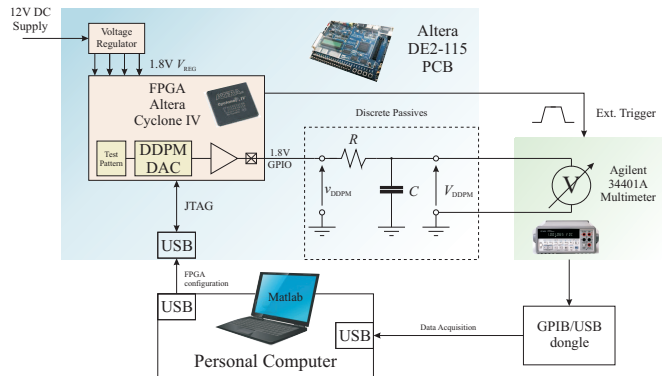 12V DC
Supply
Voltage
Regulator
1.8V V_REG
Altera
DE2-115
PCB
FPGA
Altera
Cyclone IV
Test
Pattern
DDPM
DAC
1.8V
GPIO
Discrete Passives
R
C
v_DDPM
V_DDPM
Ext. Trigger
V
Agilent
34401A
Multimeter
JTAG
USB
FPGA
configuration
USB
Matlab
USB
Personal Computer
Data Acquisition
GPIB/USB
dongle